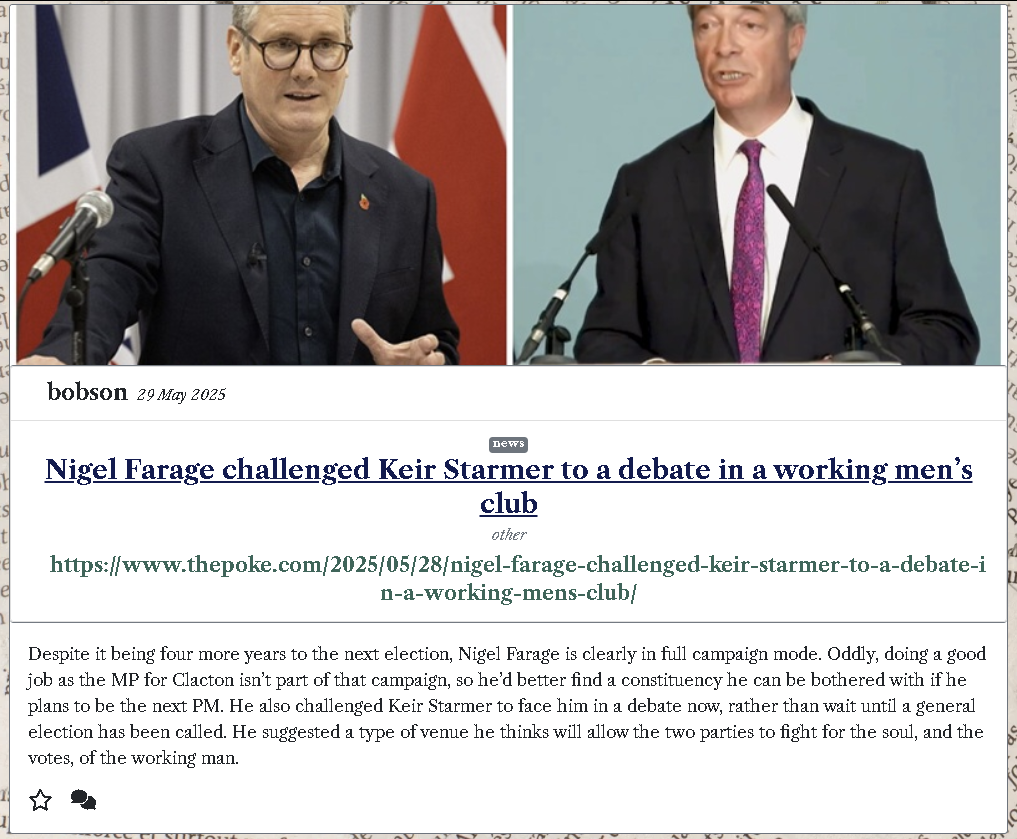 bobson 29 May 2025
news
Nigel Farage challenged Keir Starmer to a debate in a working men’s
club
other
https://www.thepoke.com/2025/05/28/nigel-farage-challenged-keir-starmer-to-a-debate-i
n-a-working-mens-club/
Despite it being four more years to the next election, Nigel Farage is clearly in full campaign mode. Oddly, doing a good
job as the MP for Clacton isn’t part of that campaign, so he’d better find a constituency he can be bothered with if he
plans to be the next PM. He also challenged Keir Starmer to face him in a debate now, rather than wait until a general
election has been called. He suggested a type of venue he thinks will allow the two parties to fight for the soul, and the
votes, of the working man.